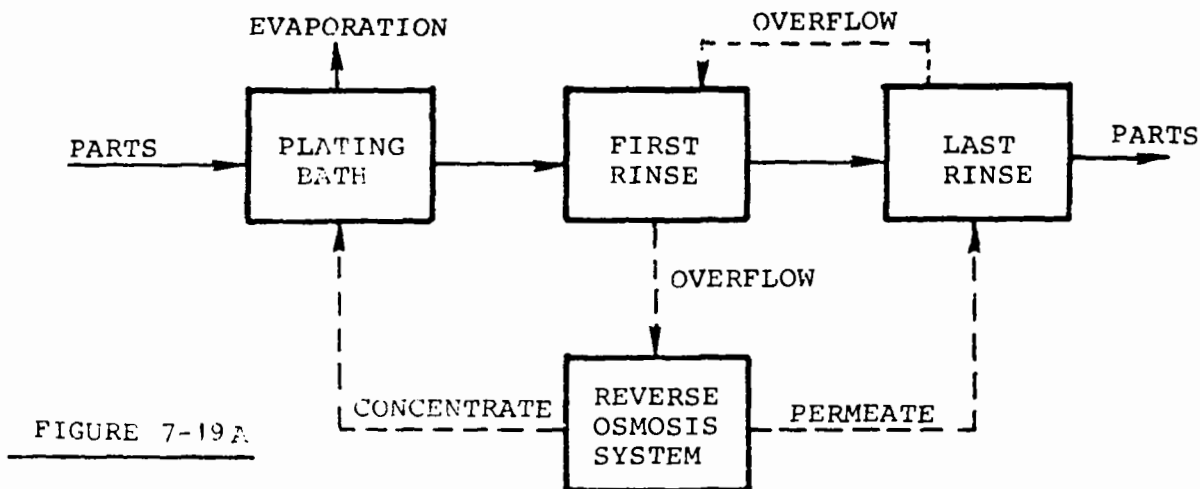 EVAPORATION
OVERFLOW
PARTS
PLATING
BATH
FIRST
RINSE
LAST
RINSE
PARTS
OVERFLOW
CONCENTRATE
REVERSE
OSMOSIS
SYSTEM
PERMEATE
FIGURE 7-19A